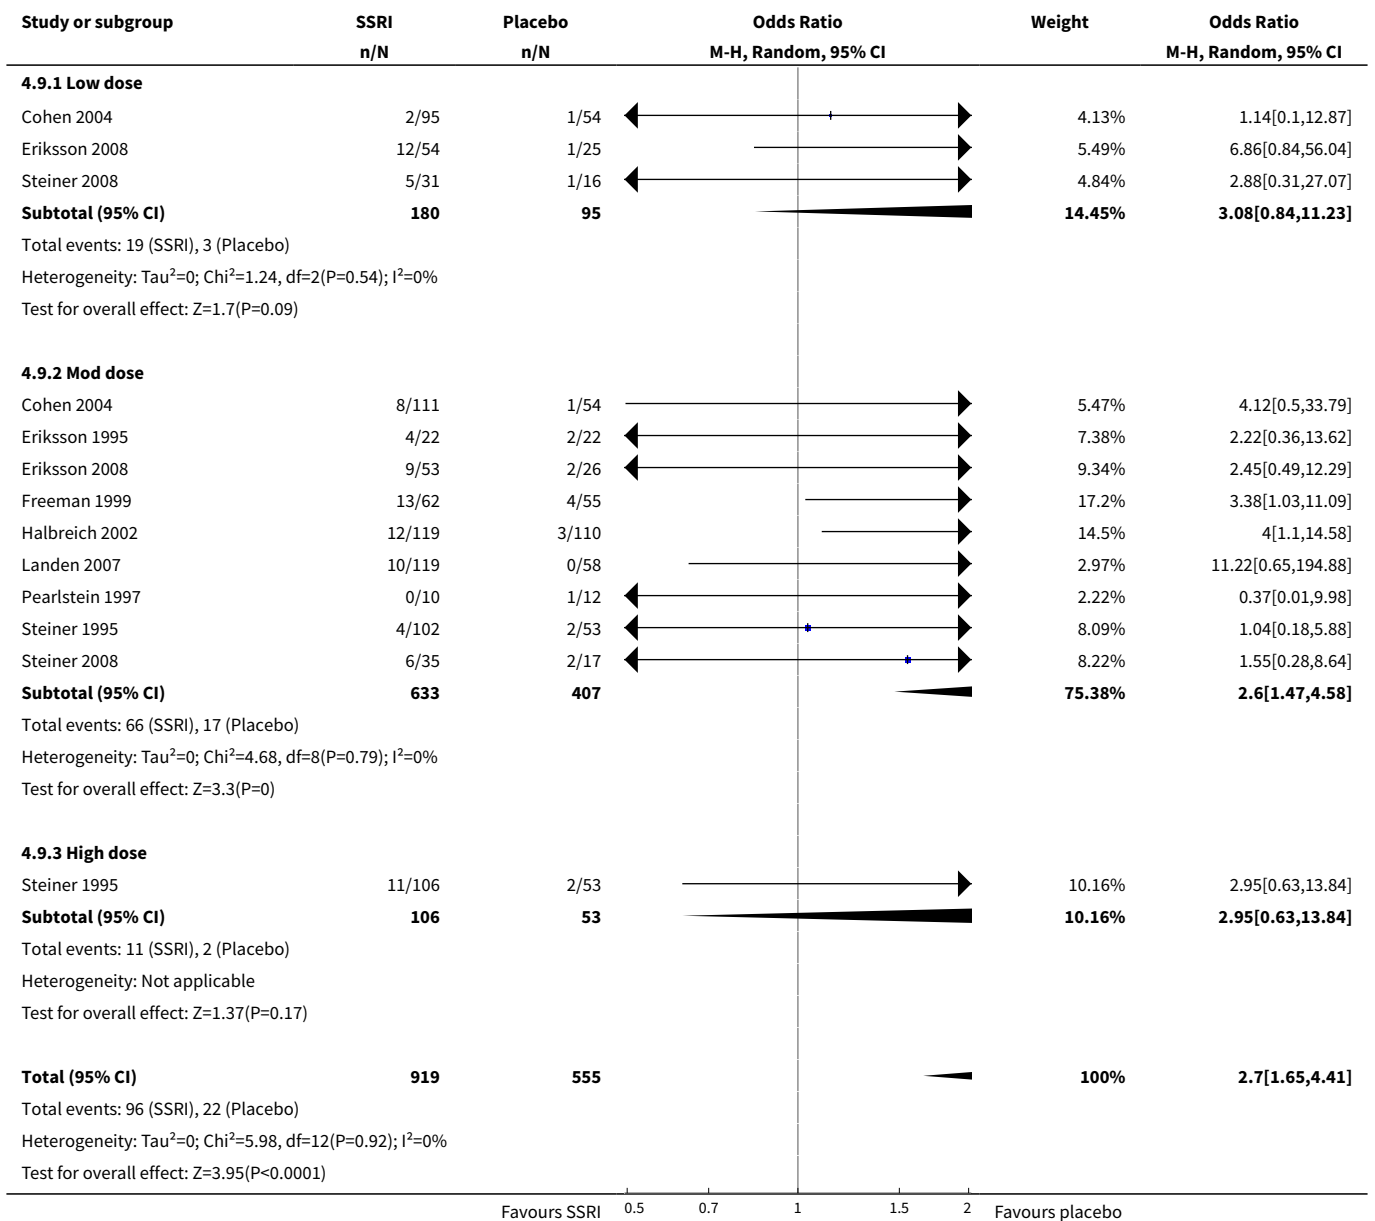 Study or subgroup SSRI Placebo Odds Ratio Weight Odds Ratio
n/N n/N M-H, Random, 95% CI M-H, Random, 95% CI
4.9.1 Low dose
Cohen 2004 2/95 1/54 4.13% 1.14[0.1,12.87]
Eriksson 2008 12/54 1/25 5.49% 6.86[0.84,56.04]
Steiner 2008 5/31 1/16 4.84% 2.88[0.31,27.07]
Subtotal (95% CI) 180 95 14.45% 3.08[0.84,11.23]
Total events: 19 (SSRI), 3 (Placebo)
Heterogeneity: Tau²=0; Chi²=1.24, df=2(P=0.54); I²=0%
Test for overall effect: Z=1.7(P=0.09)
4.9.2 Mod dose
Cohen 2004 8/111 1/54 5.47% 4.12[0.5,33.79]
Eriksson 1995 4/22 2/22 7.38% 2.22[0.36,13.62]
Eriksson 2008 9/53 2/26 9.34% 2.45[0.49,12.29]
Freeman 1999 13/62 4/55 17.2% 3.38[1.03,11.09]
Halbreich 2002 12/119 3/110 14.5% 4[1.1,14.58]
Landen 2007 10/119 0/58 2.97% 11.22[0.65,194.88]
Pearlstein 1997 0/10 1/12 2.22% 0.37[0.01,9.98]
Steiner 1995 4/102 2/53 8.09% 1.04[0.18,5.88]
Steiner 2008 6/35 2/17 8.22% 1.55[0.28,8.64]
Subtotal (95% CI) 633 407 75.38% 2.6[1.47,4.58]
Total events: 66 (SSRI), 17 (Placebo)
Heterogeneity: Tau²=0; Chi²=4.68, df=8(P=0.79); I²=0%
Test for overall effect: Z=3.3(P=0)
4.9.3 High dose
Steiner 1995 11/106 2/53 10.16% 2.95[0.63,13.84]
Subtotal (95% CI) 106 53 10.16% 2.95[0.63,13.84]
Total events: 11 (SSRI), 2 (Placebo)
Heterogeneity: Not applicable
Test for overall effect: Z=1.37(P=0.17)
Total (95% CI) 919 555 100% 2.7[1.65,4.41]
Total events: 96 (SSRI), 22 (Placebo)
Heterogeneity: Tau²=0; Chi²=5.98, df=12(P=0.92); I²=0%
Test for overall effect: Z=3.95(P<0.0001)
Favours SSRI 0.5 0.7 1 1.5 2 Favours placebo